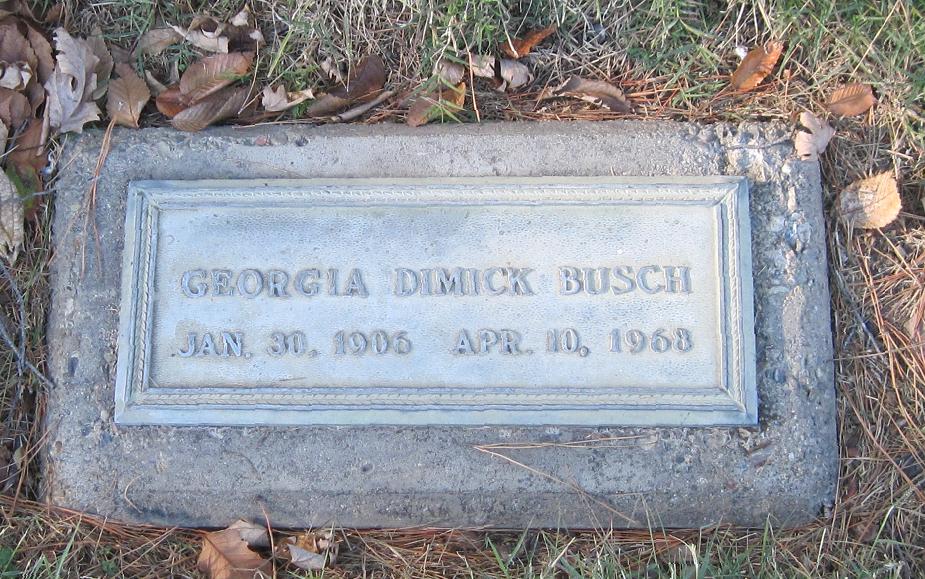 GEORGIA DIMICK BUSCH
JAN. 30, 1906 APR. 10, 1968